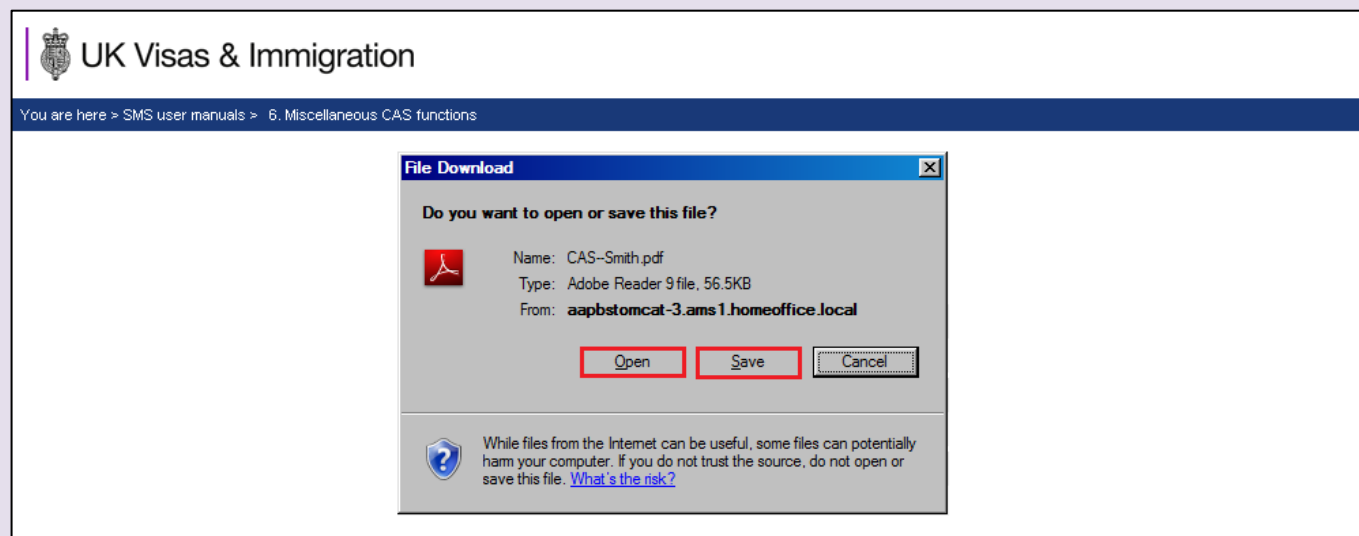 UK Visas & Immigration
You are here > SMS user manuals > 6. Miscellaneous CAS functions
File Download
Do you want to open or save this file?
Name: CAS--Smith.pdf
Type: Adobe Reader 9 file, 56.5KB
From: aapbstomcat-3.ams1.homeoffice.local
Open Save Cancel
While files from the Internet can be useful, some files can potentially
harm your computer. If you do not trust the source, do not open or
save this file. What's the risk?